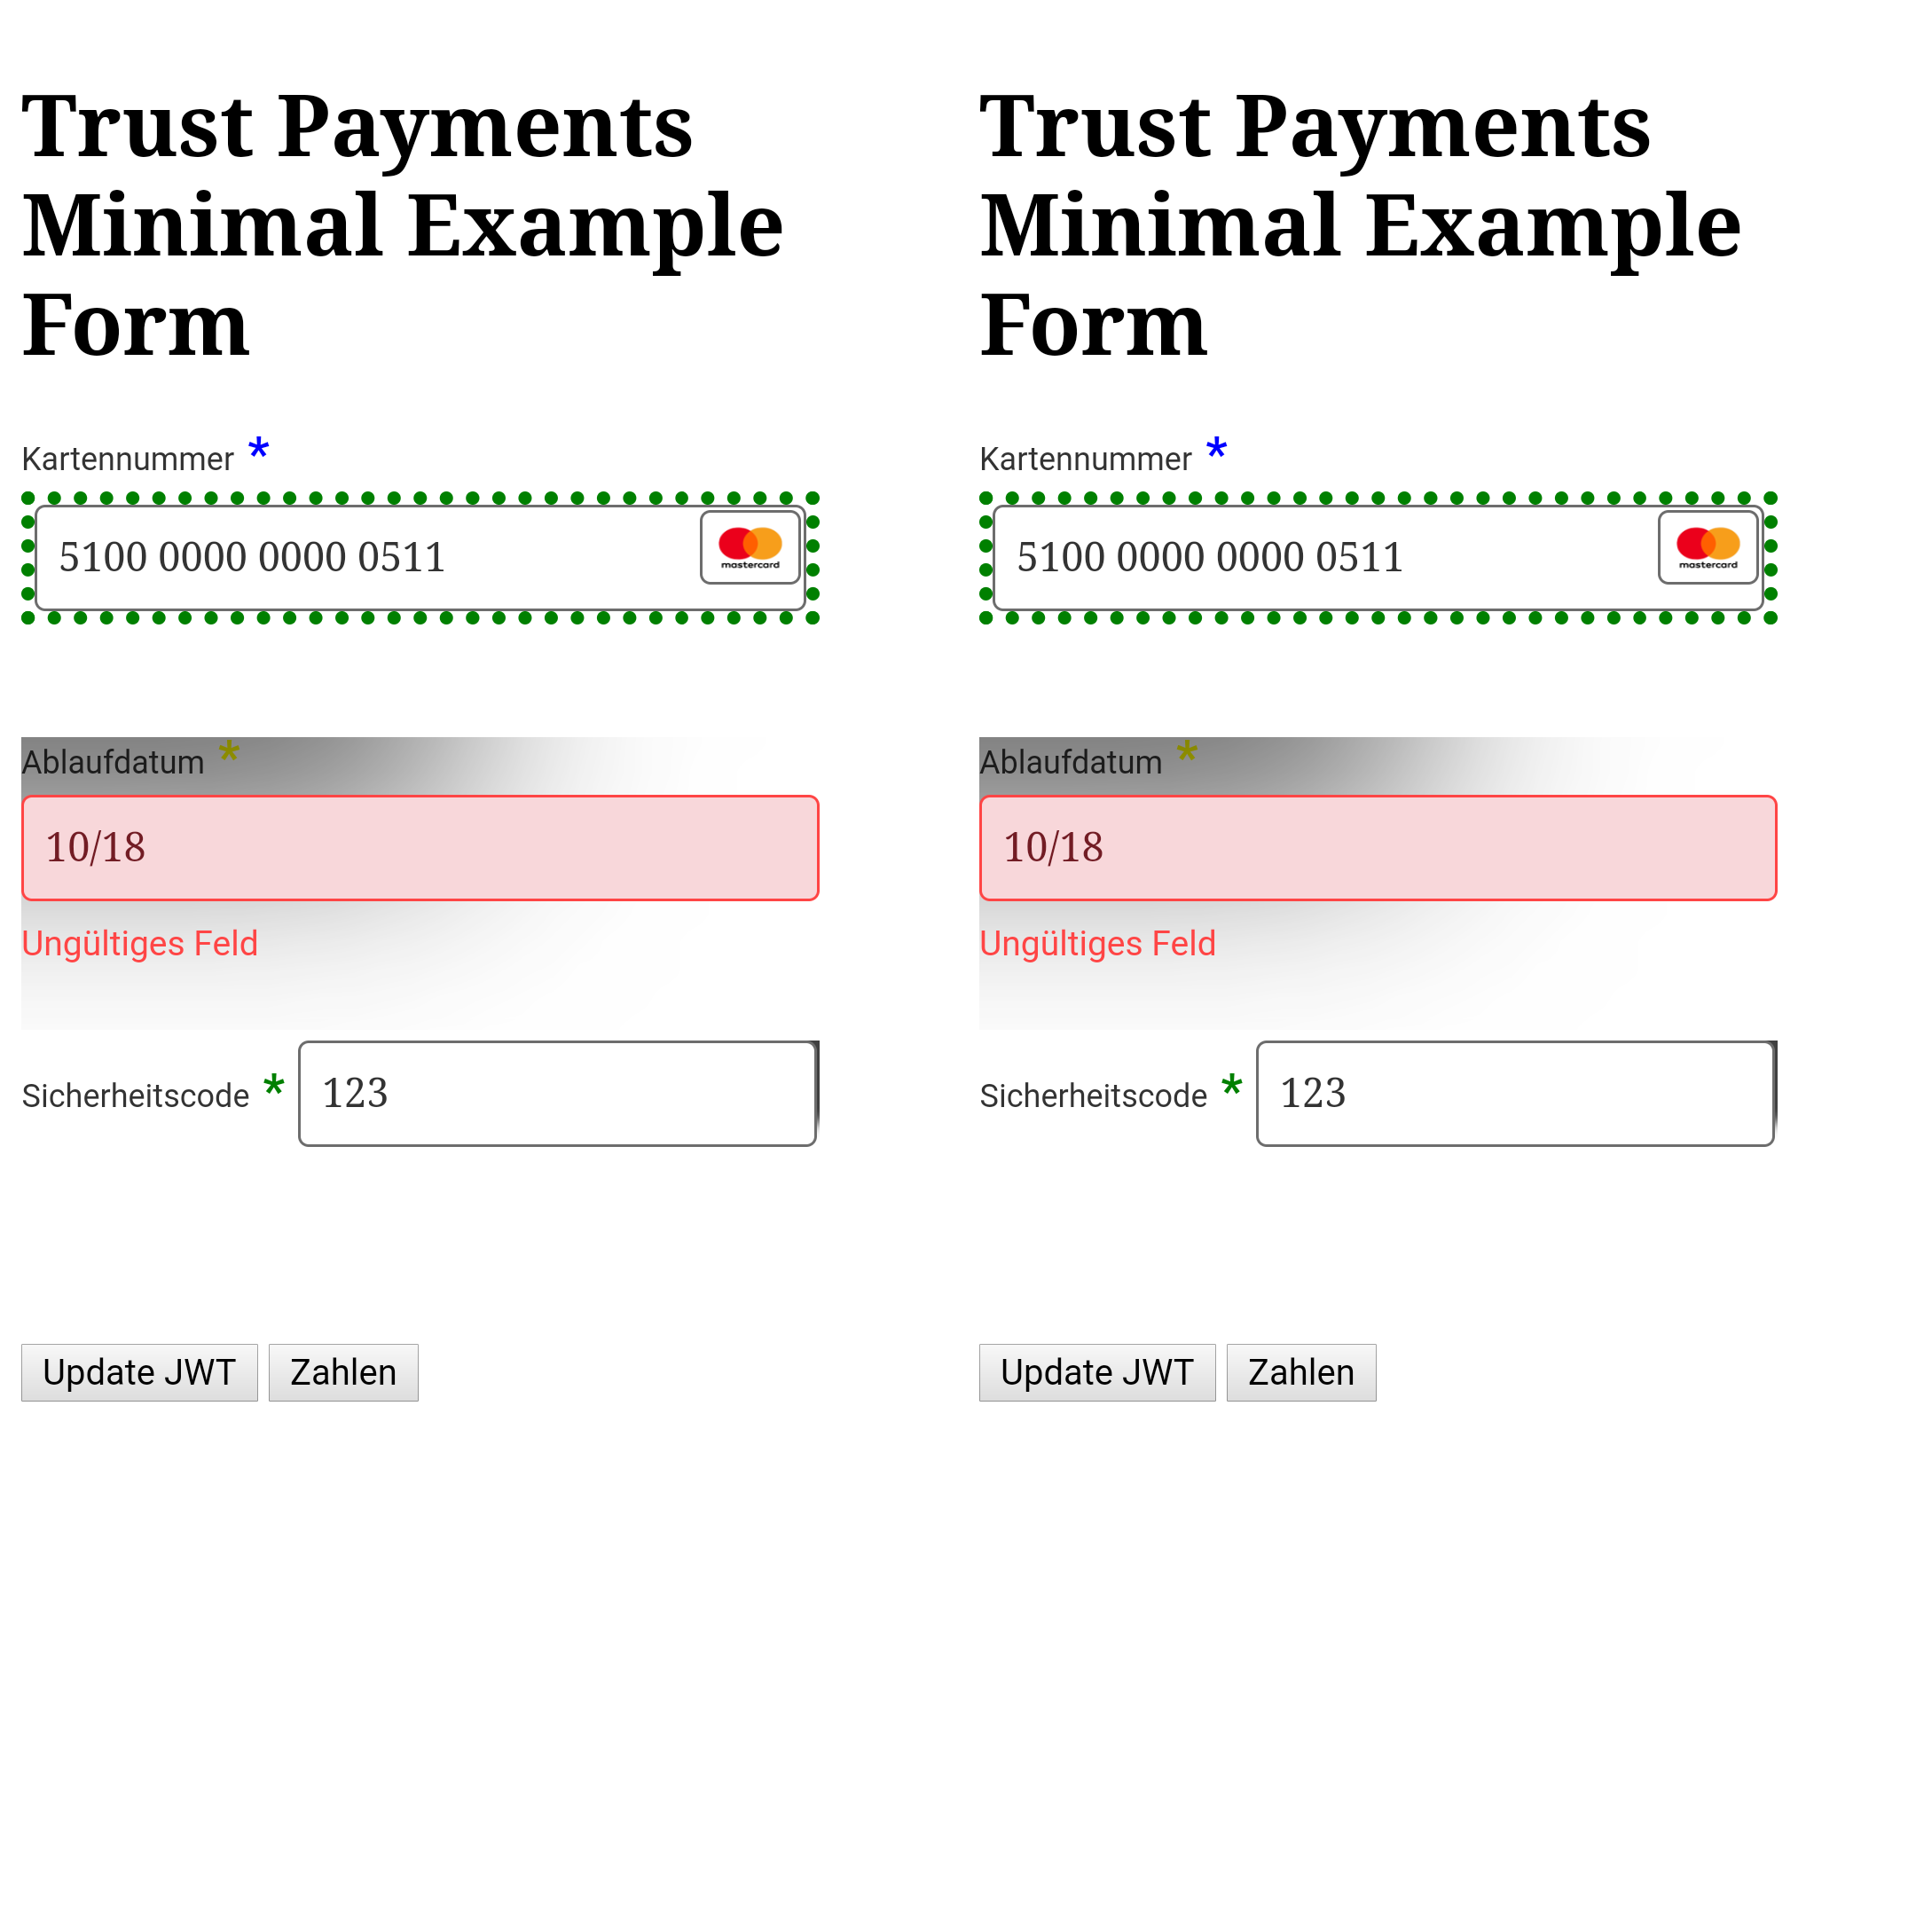 Trust Payments
Minimal Example
Form
Kartennummer *
5100 0000 0000 0511
mastercard
Ablaufdatum *
10/18
Ungültiges Feld
Sicherheitscode *
123
Update JWT
Zahlen
Trust Payments
Minimal Example
Form
Kartennummer *
5100 0000 0000 0511
mastercard
Ablaufdatum *
10/18
Ungültiges Feld
Sicherheitscode *
123
Update JWT
Zahlen